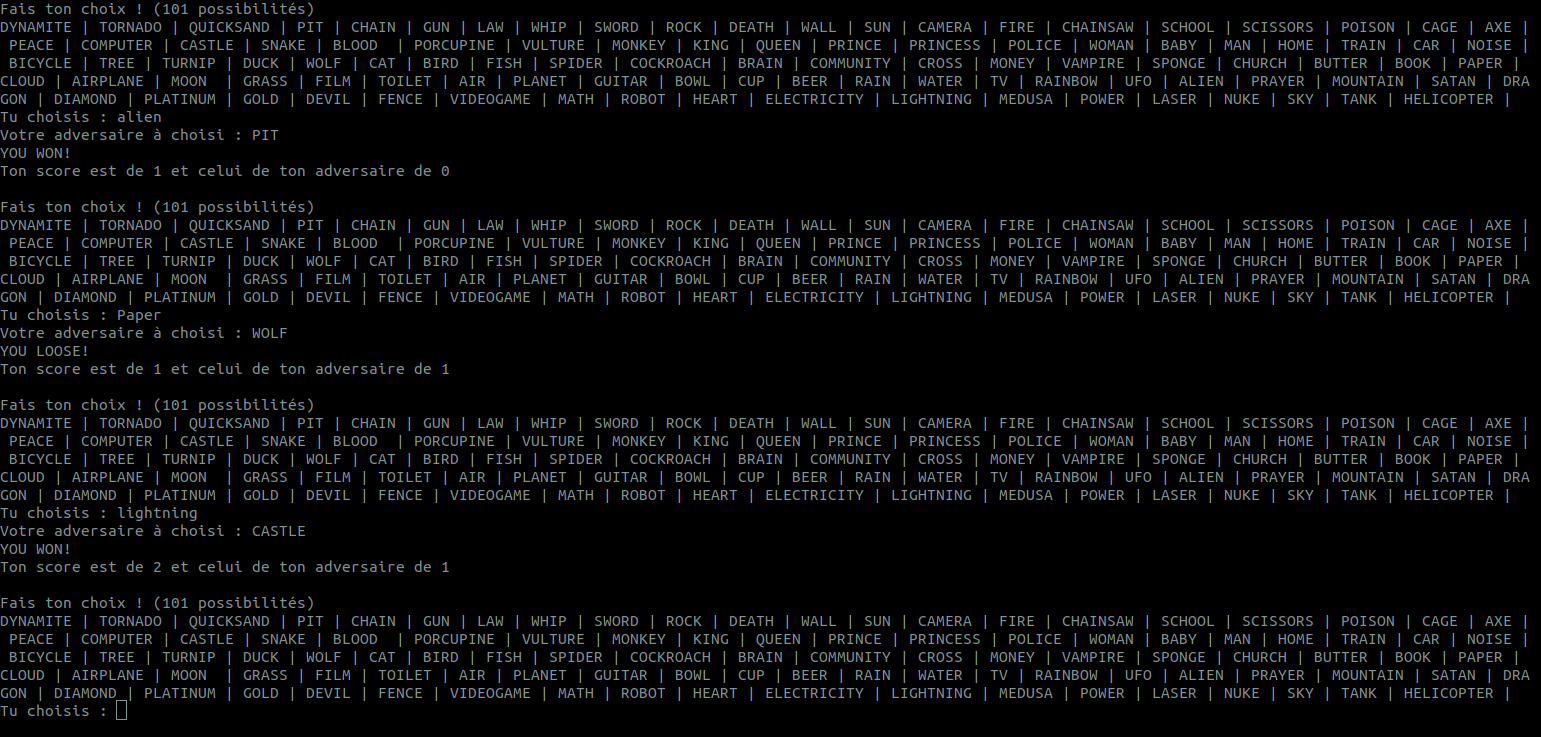 Fais ton choix ! (101 possibilités)
DYNAMITE | TORNADO | QUICKSAND | PIT | CHAIN | GUN | LAW | WHIP | SWORD | ROCK | DEATH | WALL | SUN | CAMERA | FIRE | CHAINSAW | SCHOOL | SCISSORS | POISON | CAGE | AXE |
PEACE | COMPUTER | CASTLE | SNAKE | BLOOD  | PORCUPINE | VULTURE | MONKEY | KING | QUEEN | PRINCE | PRINCESS | POLICE | WOMAN | BABY | MAN | HOME | TRAIN | CAR | NOISE |
BICYCLE | TREE | TURNIP | DUCK | WOLF | CAT | BIRD | FISH | SPIDER | COCKROACH | BRAIN | COMMUNITY | CROSS | MONEY | VAMPIRE | SPONGE | CHURCH | BUTTER | BOOK | PAPER |
CLOUD | AIRPLANE | MOON  | GRASS | FILM | TOILET | AIR | PLANET | GUITAR | BOWL | CUP | BEER | RAIN | WATER | TV | RAINBOW | UFO | ALIEN | PRAYER | MOUNTAIN | SATAN | DRA
GON | DIAMOND | PLATINUM | GOLD | DEVIL | FENCE | VIDEOGAME | MATH | ROBOT | HEART | ELECTRICITY | LIGHTNING | MEDUSA | POWER | LASER | NUKE | SKY | TANK | HELICOPTER |
Tu choisis : alien
Votre adversaire à choisi : PIT
YOU WON!
Ton score est de 1 et celui de ton adversaire de 0
Fais ton choix ! (101 possibilités)
DYNAMITE | TORNADO | QUICKSAND | PIT | CHAIN | GUN | LAW | WHIP | SWORD | ROCK | DEATH | WALL | SUN | CAMERA | FIRE | CHAINSAW | SCHOOL | SCISSORS | POISON | CAGE | AXE |
PEACE | COMPUTER | CASTLE | SNAKE | BLOOD  | PORCUPINE | VULTURE | MONKEY | KING | QUEEN | PRINCE | PRINCESS | POLICE | WOMAN | BABY | MAN | HOME | TRAIN | CAR | NOISE |
BICYCLE | TREE | TURNIP | DUCK | WOLF | CAT | BIRD | FISH | SPIDER | COCKROACH | BRAIN | COMMUNITY | CROSS | MONEY | VAMPIRE | SPONGE | CHURCH | BUTTER | BOOK | PAPER |
CLOUD | AIRPLANE | MOON  | GRASS | FILM | TOILET | AIR | PLANET | GUITAR | BOWL | CUP | BEER | RAIN | WATER | TV | RAINBOW | UFO | ALIEN | PRAYER | MOUNTAIN | SATAN | DRA
GON | DIAMOND | PLATINUM | GOLD | DEVIL | FENCE | VIDEOGAME | MATH | ROBOT | HEART | ELECTRICITY | LIGHTNING | MEDUSA | POWER | LASER | NUKE | SKY | TANK | HELICOPTER |
Tu choisis : Paper
Votre adversaire à choisi : WOLF
YOU LOOSE!
Ton score est de 1 et celui de ton adversaire de 1
Fais ton choix ! (101 possibilités)
DYNAMITE | TORNADO | QUICKSAND | PIT | CHAIN | GUN | LAW | WHIP | SWORD | ROCK | DEATH | WALL | SUN | CAMERA | FIRE | CHAINSAW | SCHOOL | SCISSORS | POISON | CAGE | AXE |
PEACE | COMPUTER | CASTLE | SNAKE | BLOOD  | PORCUPINE | VULTURE | MONKEY | KING | QUEEN | PRINCE | PRINCESS | POLICE | WOMAN | BABY | MAN | HOME | TRAIN | CAR | NOISE |
BICYCLE | TREE | TURNIP | DUCK | WOLF | CAT | BIRD | FISH | SPIDER | COCKROACH | BRAIN | COMMUNITY | CROSS | MONEY | VAMPIRE | SPONGE | CHURCH | BUTTER | BOOK | PAPER |
CLOUD | AIRPLANE | MOON  | GRASS | FILM | TOILET | AIR | PLANET | GUITAR | BOWL | CUP | BEER | RAIN | WATER | TV | RAINBOW | UFO | ALIEN | PRAYER | MOUNTAIN | SATAN | DRA
GON | DIAMOND | PLATINUM | GOLD | DEVIL | FENCE | VIDEOGAME | MATH | ROBOT | HEART | ELECTRICITY | LIGHTNING | MEDUSA | POWER | LASER | NUKE | SKY | TANK | HELICOPTER |
Tu choisis : lightning
Votre adversaire à choisi : CASTLE
YOU WON!
Ton score est de 2 et celui de ton adversaire de 1
Fais ton choix ! (101 possibilités)
DYNAMITE | TORNADO | QUICKSAND | PIT | CHAIN | GUN | LAW | WHIP | SWORD | ROCK | DEATH | WALL | SUN | CAMERA | FIRE | CHAINSAW | SCHOOL | SCISSORS | POISON | CAGE | AXE |
PEACE | COMPUTER | CASTLE | SNAKE | BLOOD  | PORCUPINE | VULTURE | MONKEY | KING | QUEEN | PRINCE | PRINCESS | POLICE | WOMAN | BABY | MAN | HOME | TRAIN | CAR | NOISE |
BICYCLE | TREE | TURNIP | DUCK | WOLF | CAT | BIRD | FISH | SPIDER | COCKROACH | BRAIN | COMMUNITY | CROSS | MONEY | VAMPIRE | SPONGE | CHURCH | BUTTER | BOOK | PAPER |
CLOUD | AIRPLANE | MOON  | GRASS | FILM | TOILET | AIR | PLANET | GUITAR | BOWL | CUP | BEER | RAIN | WATER | TV | RAINBOW | UFO | ALIEN | PRAYER | MOUNTAIN | SATAN | DRA
GON | DIAMOND | PLATINUM | GOLD | DEVIL | FENCE | VIDEOGAME | MATH | ROBOT | HEART | ELECTRICITY | LIGHTNING | MEDUSA | POWER | LASER | NUKE | SKY | TANK | HELICOPTER |
Tu choisis :